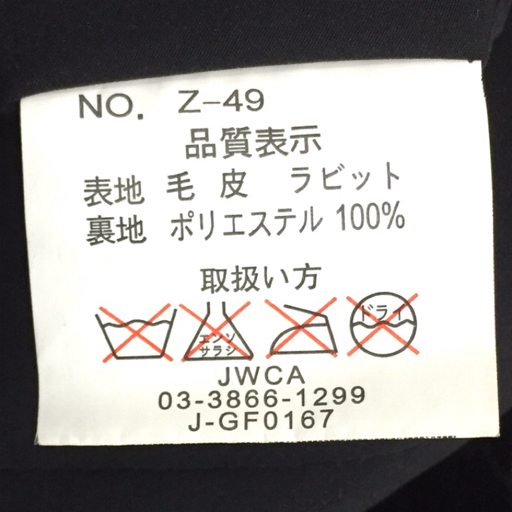 NO. Z-49
品質表示
表地 毛 皮 ラビット
裏地 ポリエステル 100%
取扱い方
エンソ サラシ ドライ
JWCA
03-3866-1299
J-GF0167